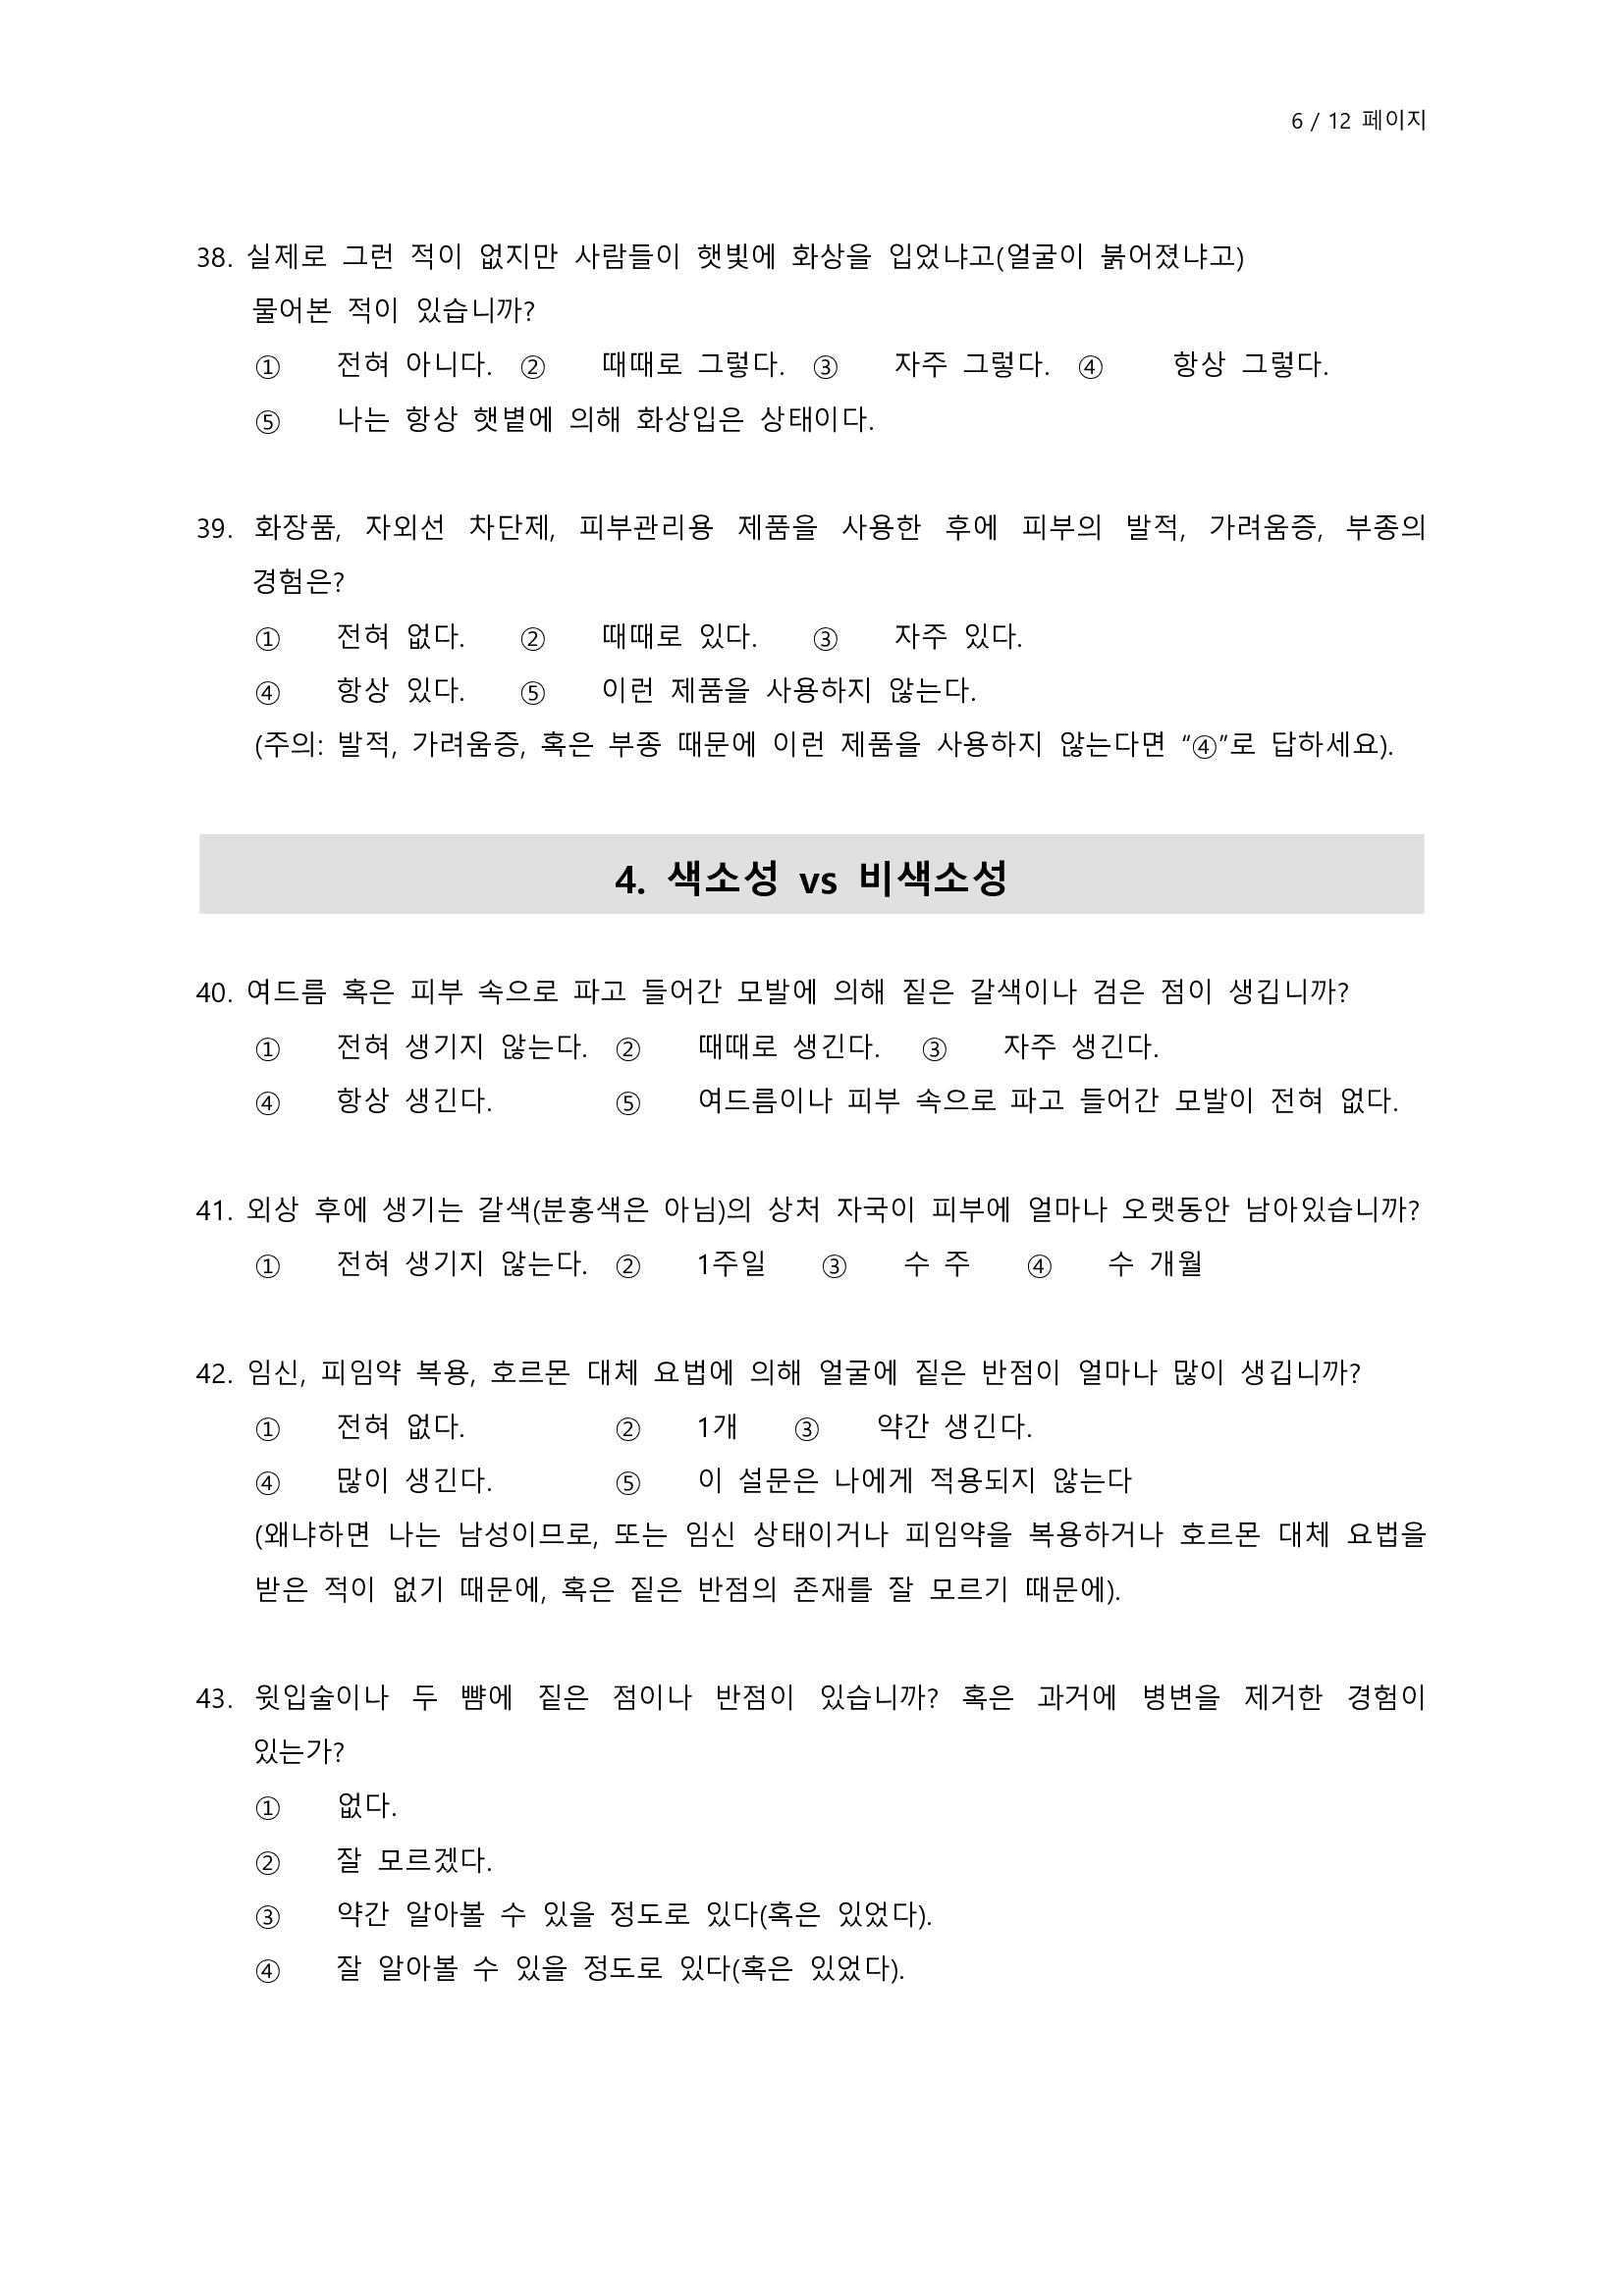 6 / 12 페이지
38. 실제로 그런 적이 없지만 사람들이 햇빛에 화상을 입었냐고(얼굴이 붉어졌냐고)
물어본 적이 있습니까?
① 전혀 아니다. ② 때때로 그렇다. ③ 자주 그렇다. ④ 항상 그렇다.
⑤ 나는 항상 햇볕에 의해 화상입은 상태이다.
39. 화장품, 자외선 차단제, 피부관리용 제품을 사용한 후에 피부의 발적, 가려움증, 부종의
경험은?
① 전혀 없다. ② 때때로 있다. ③ 자주 있다.
④ 항상 있다. ⑤ 이런 제품을 사용하지 않는다.
(주의: 발적, 가려움증, 혹은 부종 때문에 이런 제품을 사용하지 않는다면 “④”로 답하세요).
4. 색소성 vs 비색소성
40. 여드름 혹은 피부 속으로 파고 들어간 모발에 의해 짙은 갈색이나 검은 점이 생깁니까?
① 전혀 생기지 않는다. ② 때때로 생긴다. ③ 자주 생긴다.
④ 항상 생긴다. ⑤ 여드름이나 피부 속으로 파고 들어간 모발이 전혀 없다.
41. 외상 후에 생기는 갈색(분홍색은 아님)의 상처 자국이 피부에 얼마나 오랫동안 남아있습니까?
① 전혀 생기지 않는다. ② 1주일 ③ 수 주 ④ 수 개월
42. 임신, 피임약 복용, 호르몬 대체 요법에 의해 얼굴에 짙은 반점이 얼마나 많이 생깁니까?
① 전혀 없다. ② 1개 ③ 약간 생긴다.
④ 많이 생긴다. ⑤ 이 설문은 나에게 적용되지 않는다
(왜냐하면 나는 남성이므로, 또는 임신 상태이거나 피임약을 복용하거나 호르몬 대체 요법을
받은 적이 없기 때문에, 혹은 짙은 반점의 존재를 잘 모르기 때문에).
43. 윗입술이나 두 뺨에 짙은 점이나 반점이 있습니까? 혹은 과거에 병변을 제거한 경험이
있는가?
① 없다.
② 잘 모르겠다.
③ 약간 알아볼 수 있을 정도로 있다(혹은 있었다).
④ 잘 알아볼 수 있을 정도로 있다(혹은 있었다).